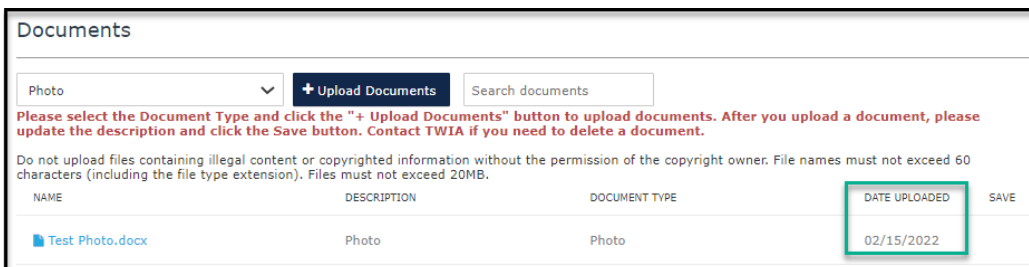 Documents
Photo + Upload Documents Search documents
Please select the Document Type and click the "+ Upload Documents" button to upload documents. After you upload a document, please
update the description and click the Save button. Contact TWIA if you need to delete a document.
Do not upload files containing illegal content or copyrighted information without the permission of the copyright owner. File names must not exceed 60
characters (including the file type extension). Files must not exceed 20MB.
NAME DESCRIPTION DOCUMENT TYPE DATE UPLOADED SAVE
Test Photo.docx Photo Photo 02/15/2022